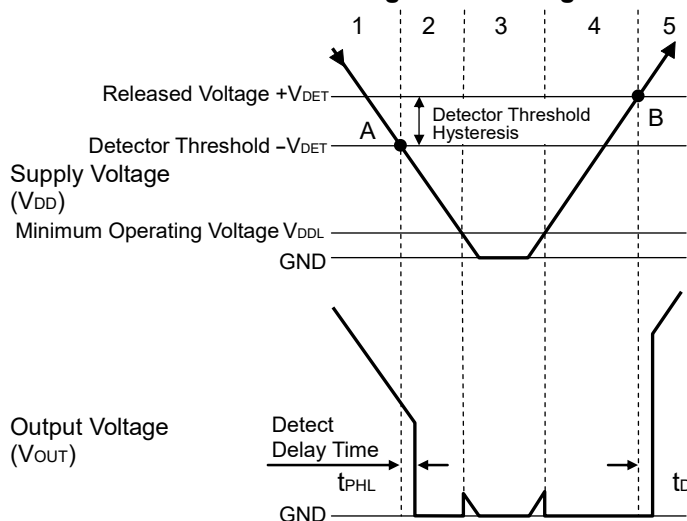 1 2 3 4 5
Released Voltage +VDET
Detector Threshold
Hysteresis
A
B
Detector Threshold –VDET
Supply Voltage
(VDD)
Minimum Operating Voltage VDDL
GND
Output Voltage
(VOUT)
Detect
Delay Time
tPHL
GND